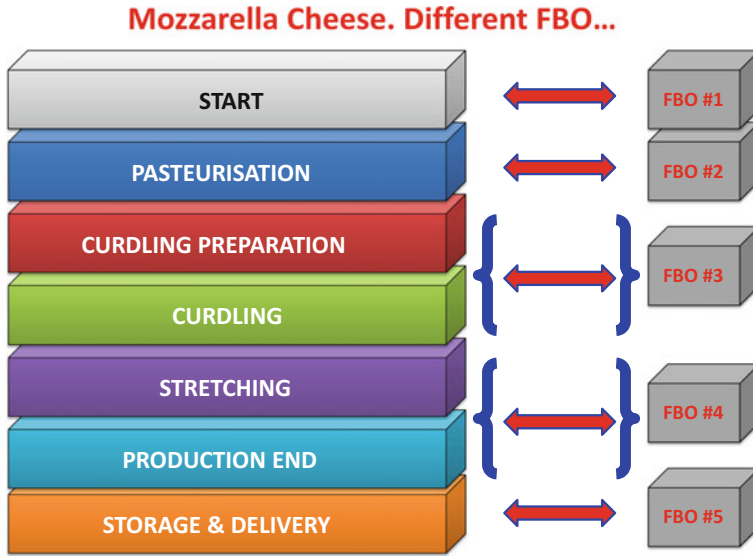 Mozzarella Cheese. Different FBO...
START
FBO #1
PASTEURISATION
FBO #2
CURDLING PREPARATION
CURDLING
FBO #3
STRETCHING
PRODUCTION END
FBO #4
STORAGE & DELIVERY
FBO #5